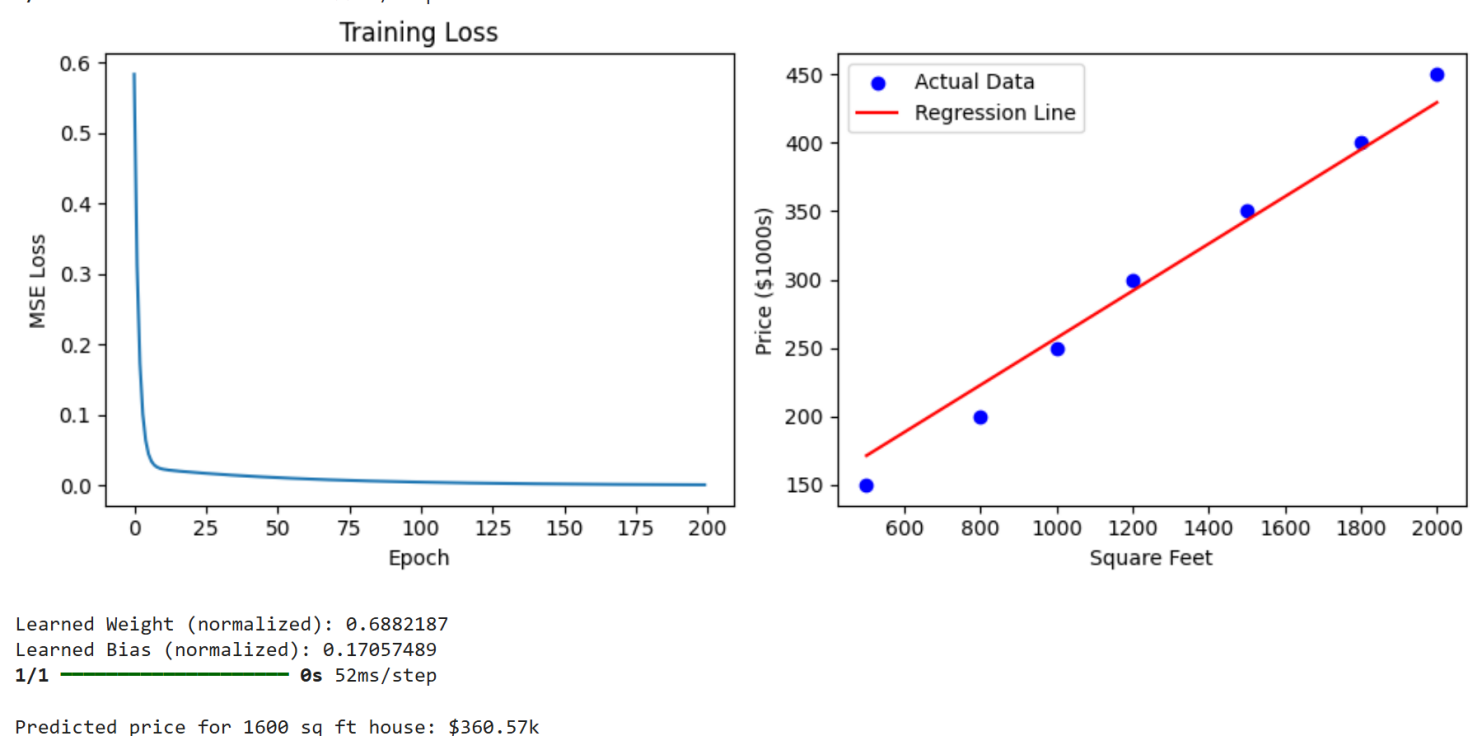 Training Loss
0.6
0.5
0.4
0.3
0.2
0.1
0.0
MSE Loss
0 25 50 75 100 125 150 175 200
Epoch
450
400
350
300
250
200
150
Price ($1000s)
Actual Data
Regression Line
600 800 1000 1200 1400 1600 1800 2000
Square Feet
Learned Weight (normalized): 0.6882187
Learned Bias (normalized): 0.17057489
1/1 ━━━━━━━━━━━━━━━━━━━━ 0s 52ms/step
Predicted price for 1600 sq ft house: $360.57k